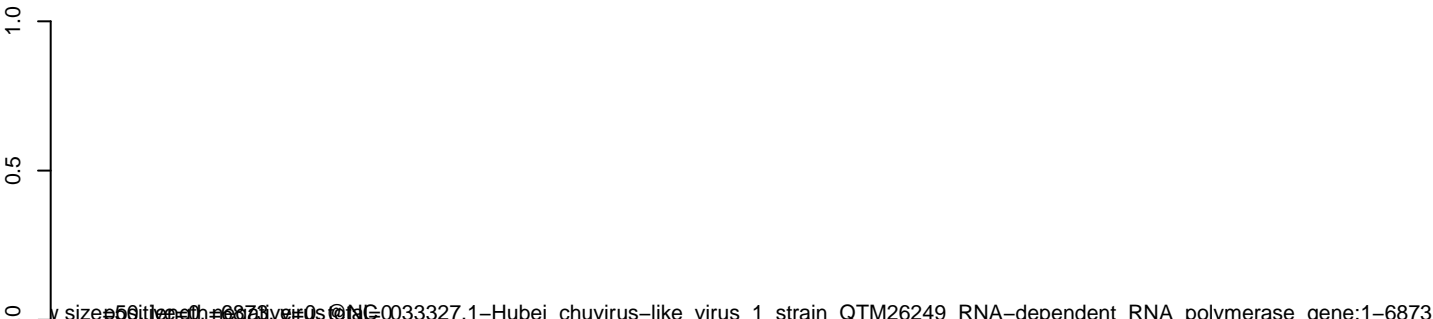 1.0
0.5
0
033327.1−Hubei chuvirus−like virus 1 strain QTM26249 RNA−dependent RNA polymerase gene:1−6873